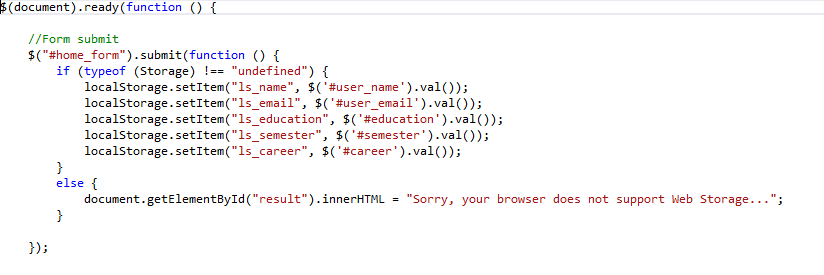 $(document).ready(function () {
//Form submit
$("#home_form").submit(function () {
if (typeof (Storage) !== "undefined") {
localStorage.setItem("ls_name", $('#user_name').val());
localStorage.setItem("ls_email", $('#user_email').val());
localStorage.setItem("ls_education", $('#education').val());
localStorage.setItem("ls_semester", $('#semester').val());
localStorage.setItem("ls_career", $('#career').val());
}
else {
document.getElementById("result").innerHTML = "Sorry, your browser does not support Web Storage...";
}
});